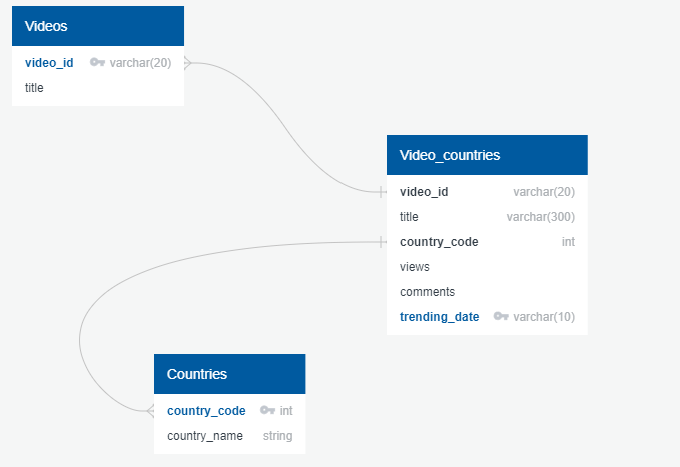 Videos
video_id varchar(20)
title
Video_countries
video_id varchar(20)
title varchar(300)
country_code int
views
comments
trending_date varchar(10)
Countries
country_code int
country_name string